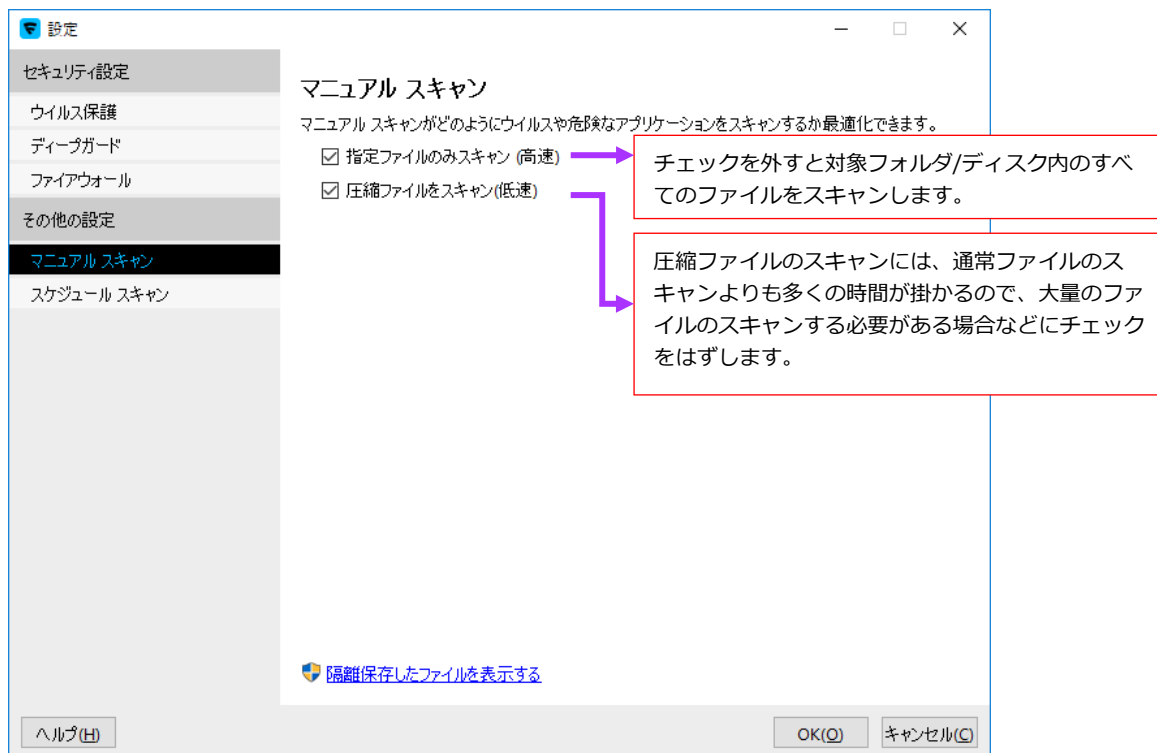 設定
セキュリティ設定
ウイルス保護
ディープガード
ファイアウォール
その他の設定
マニュアル スキャン
スケジュール スキャン
マニュアル スキャン
マニュアル スキャンがどのようにウイルスや危険なアプリケーションをスキャンするか最適化できます。
指定ファイルのみスキャン (高速)
圧縮ファイルをスキャン(低速)
チェックを外すと対象フォルダ/ディスク内のすべ
てのファイルをスキャンします。
圧縮ファイルのスキャンには、通常ファイルのス
キャンよりも多くの時間が掛かるので、大量のファ
イルのスキャンする必要がある場合などにチェック
をはずします。
隔離保存したファイルを表示する
ヘルプ(H)
OK(O)
キャンセル(C)